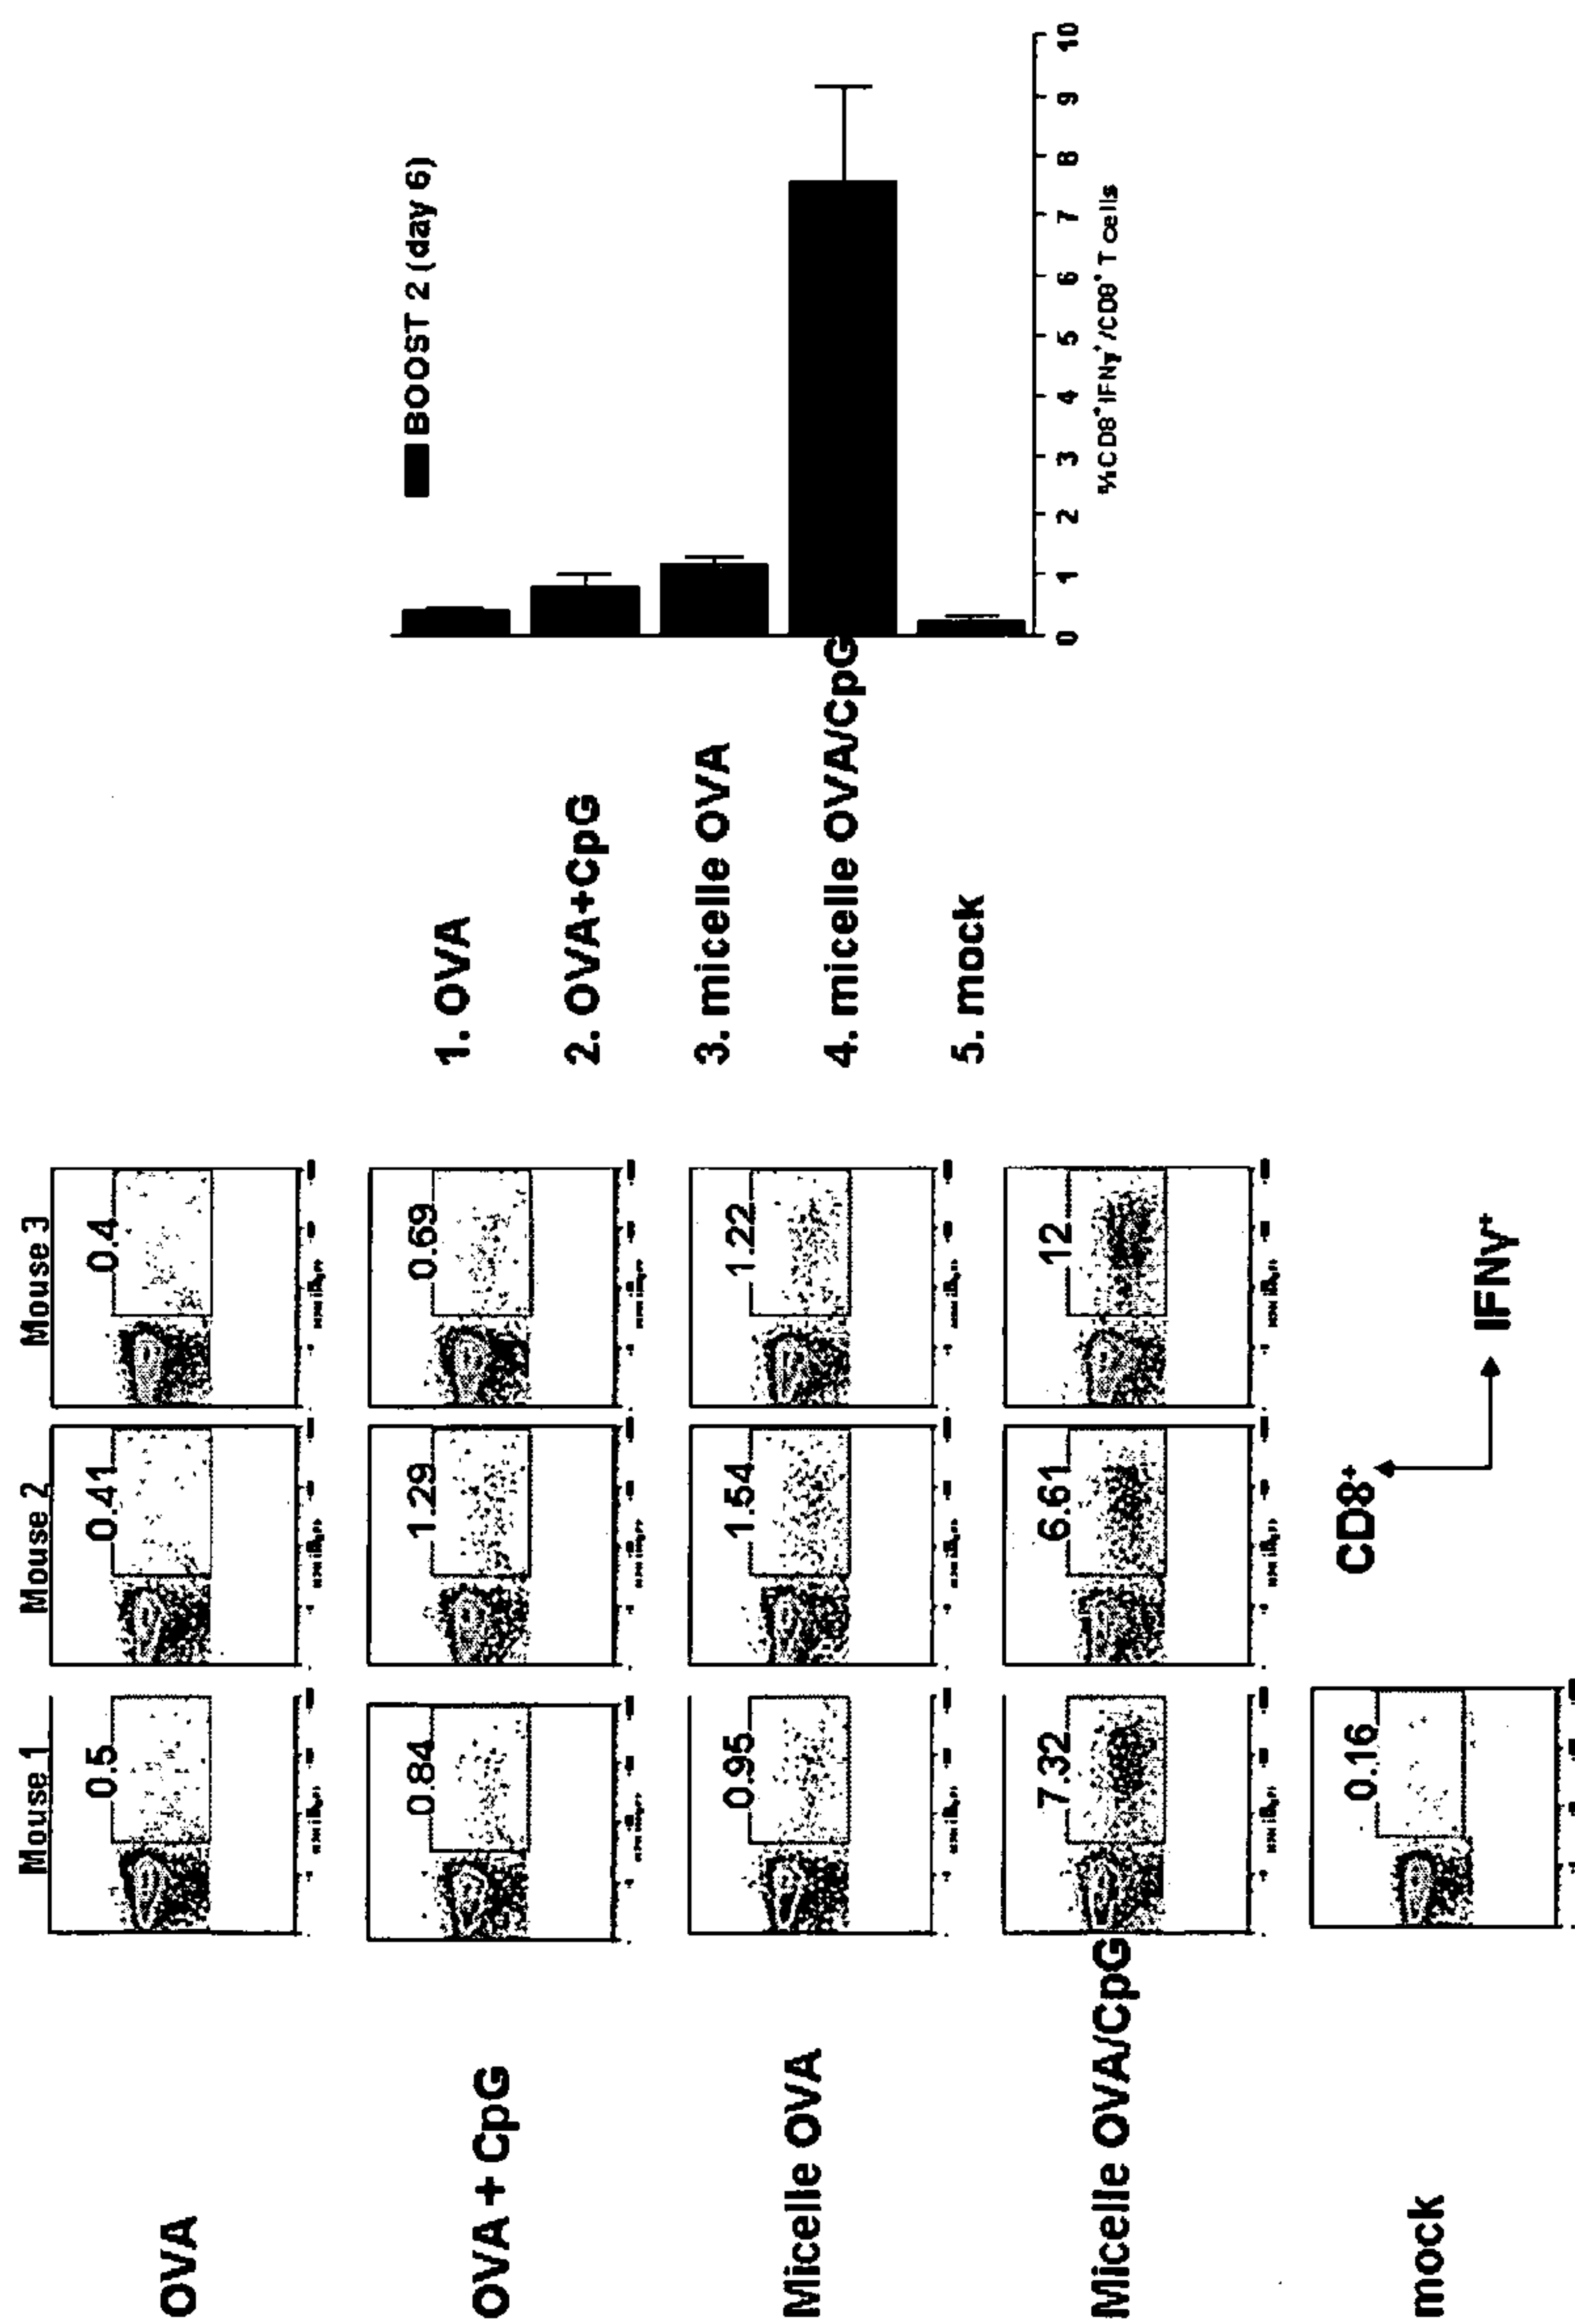 Mouse 1 Mouse 2 Mouse 3
OVA 0.5 0.41 0.4
OVA + CpG 0.84 1.29 0.69
Micelle OVA 0.95 1.54 1.22
Micelle OVA/CpG 7.32 6.61 12
mock 0.16
CD8+
IFNγ+
BOOST 2 (day 6)
1. OVA
2. OVA+CpG
3. micelle OVA
4. micelle OVA/CpG
5. mock
0 1 2 3 4 5 6 7 8 9 10
%CD8+IFNγ+/CD8+ T cells